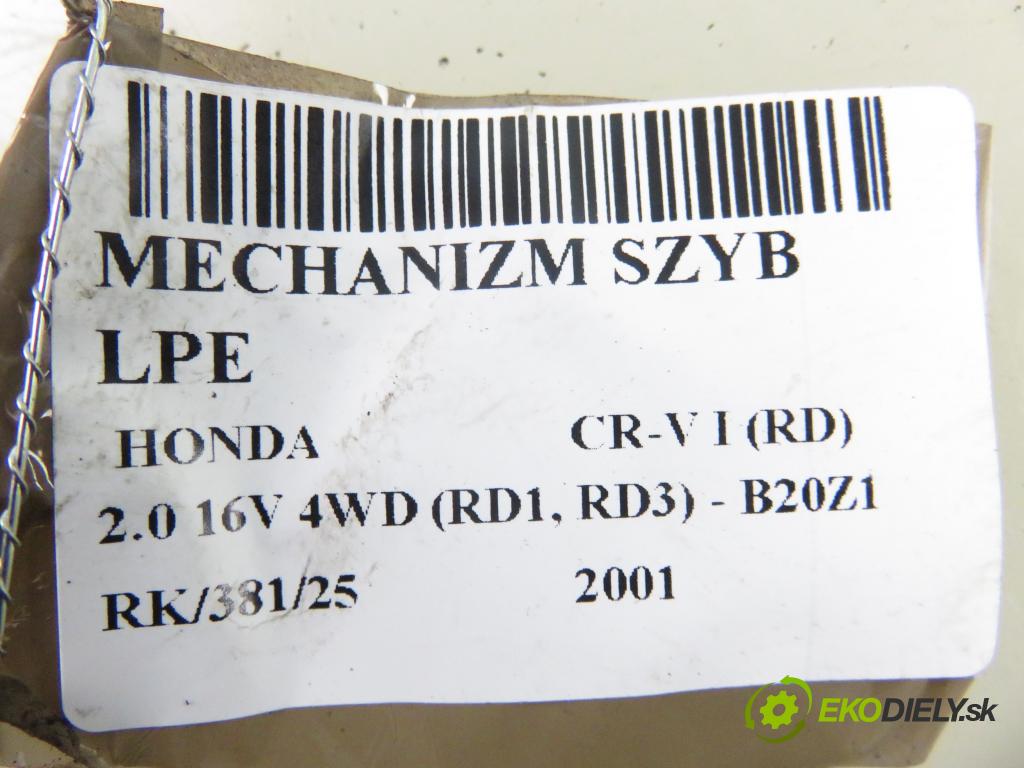 MECHANIZM SZYB
LPE
HONDA CR-V I (RD)
2.0 16V 4WD (RD1, RD3) - B20Z1
RK/381/25 2001
EKODIELY.sk